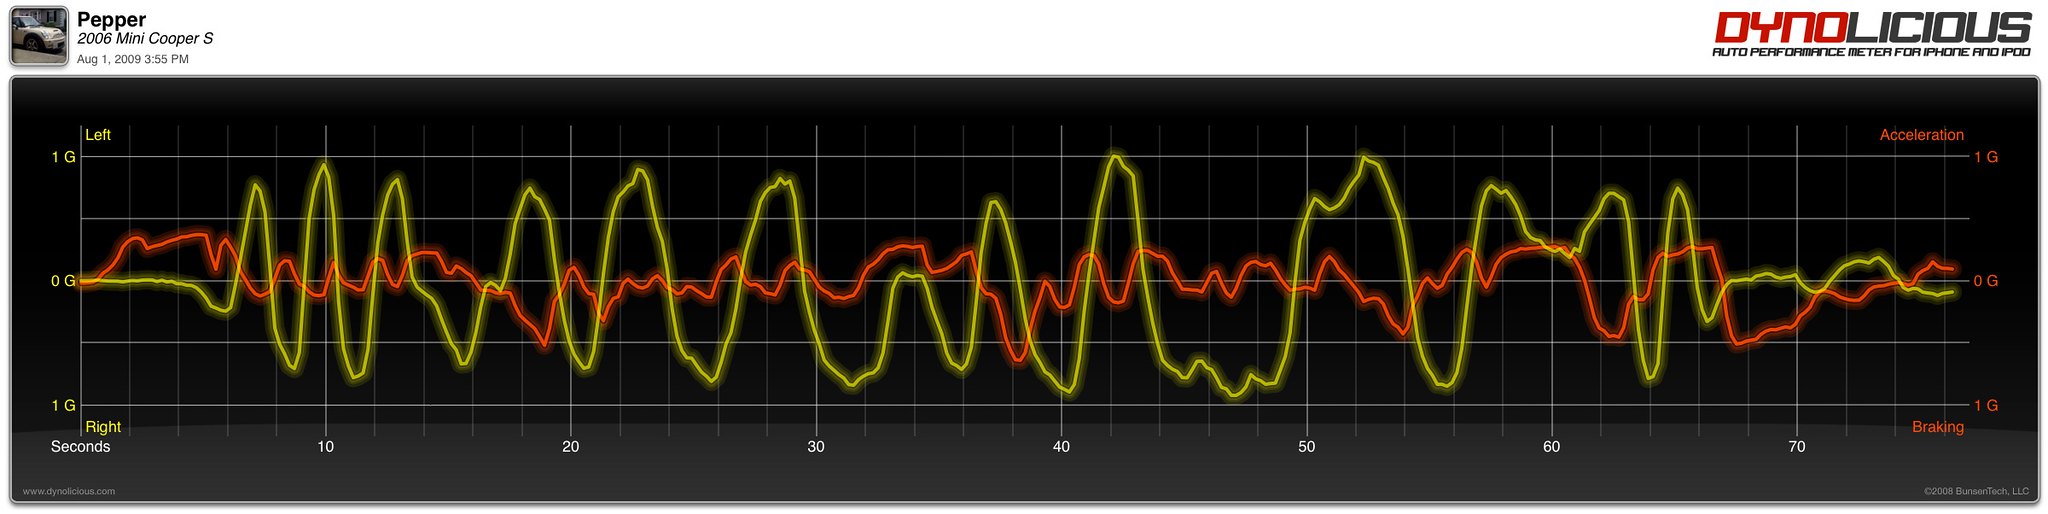 Pepper
2006 Mini Cooper S
Aug 1, 2009 3:55 PM
DYNOLICIOUS
AUTO PERFORMANCE METER FOR IPHONE AND IPOD
Left
Acceleration
1 G
1 G
0 G
0 G
1 G
1 G
Right
Braking
Seconds 10 20 30 40 50 60 70
www.dynolicious.com
©2008 BunsenTech, LLC